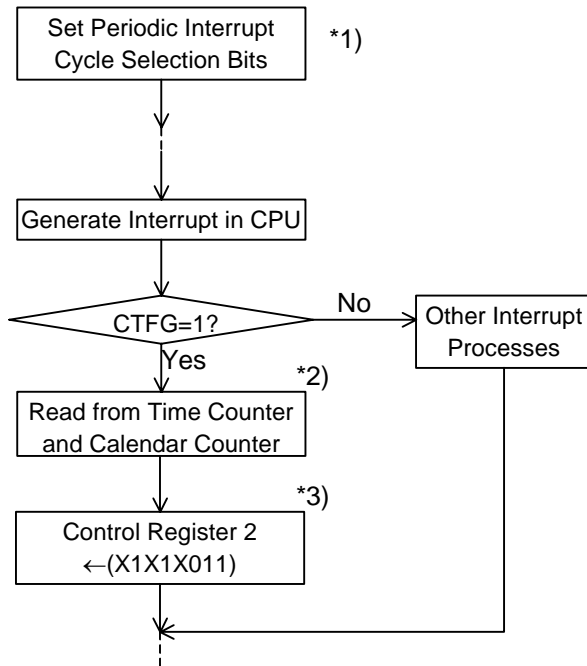 Set Periodic Interrupt
Cycle Selection Bits
*1)
Generate Interrupt in CPU
CTFG=1?
No
Other Interrupt
Processes
Yes
*2)
Read from Time Counter
and Calendar Counter
*3)
Control Register 2
←(X1X1X011)